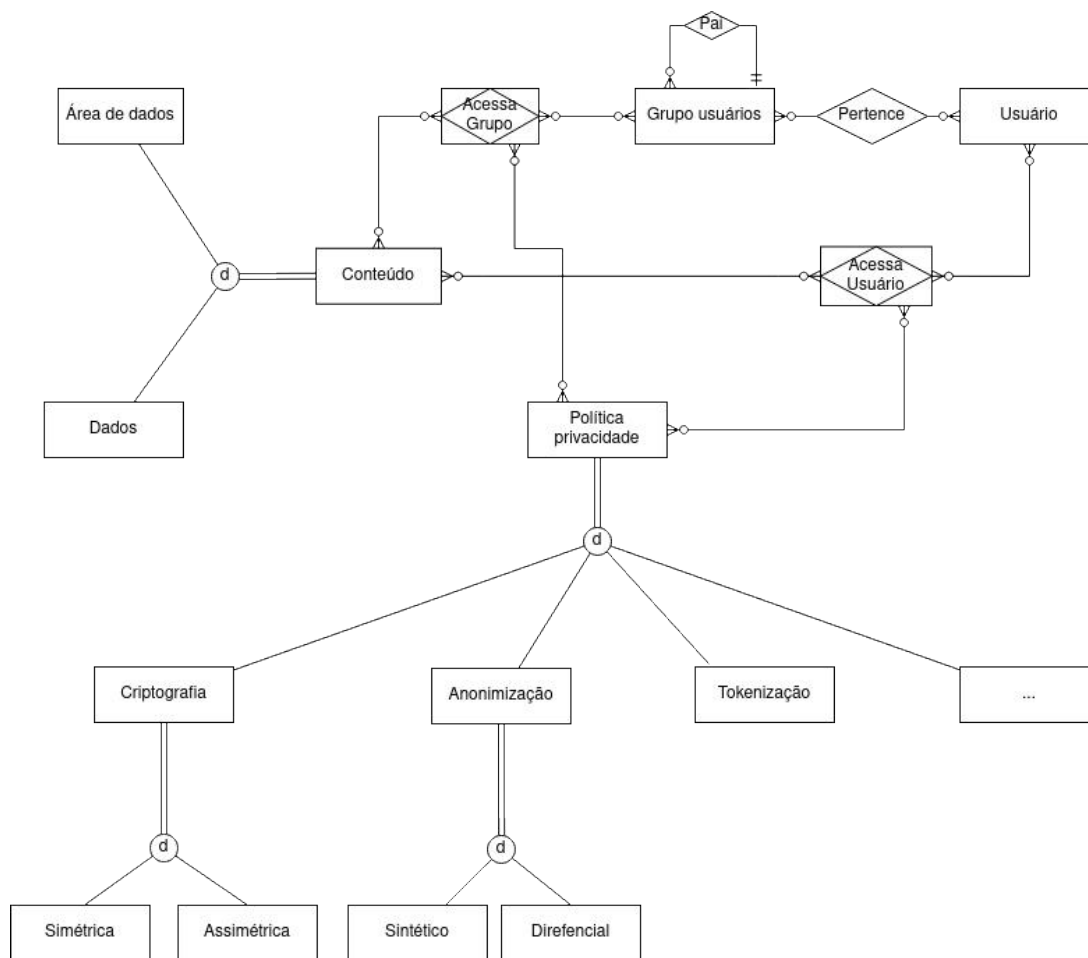 Pai
Área de dados
Acessa
Grupo
Grupo usuários
Pertence
Usuário
d
Conteúdo
Acessa
Usuário
Dados
Política
privacidade
d
Criptografia
Anonimização
Tokenização
...
d
d
Simétrica
Assimétrica
Sintético
Direfencial